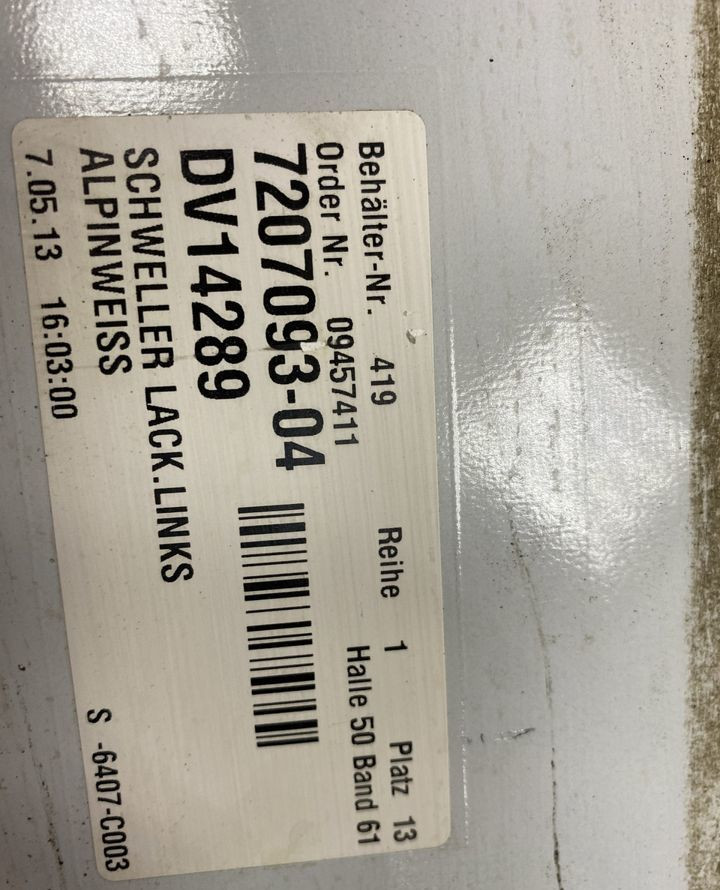 Behälter-Nr. 419 Reihe 1 Platz 13
Order Nr. 09457411 Halle 50 Band 61
7207093-04
DV14289
SCHWELLER LACK.LINKS
ALPINWEISS
7.05.13 16:03:00 S -6407-C003